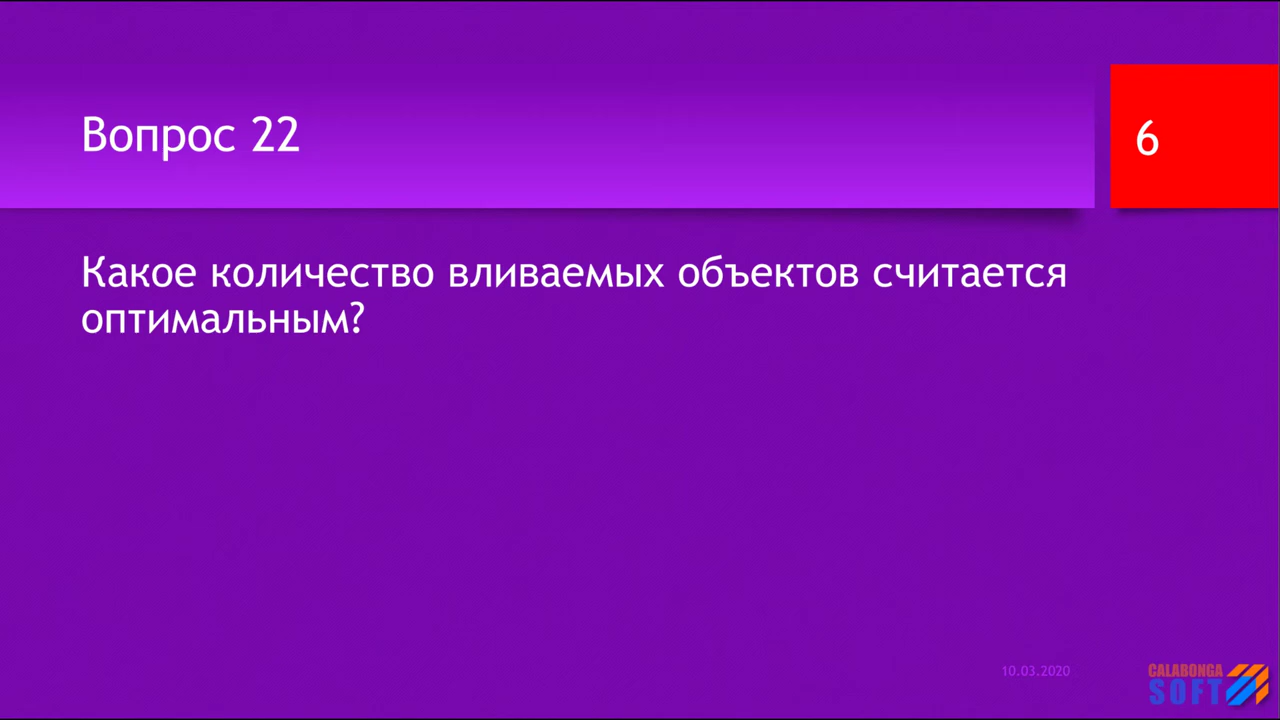 Вопрос 22
6
Какое количество вливаемых объектов считается
оптимальным?
10.03.2020
CALABONGA
SOFT